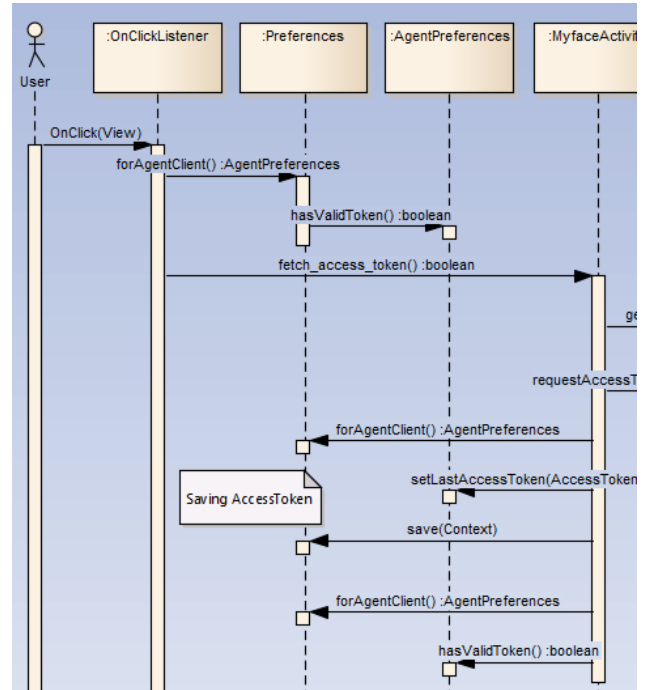 :OnClickListener
:Preferences
:AgentPreferences
:MyfaceActivit
User
OnClick(View)
forAgentClient() :AgentPreferences
hasValidToken() :boolean
fetch_access_token() :boolean
ge
requestAccessT
forAgentClient() :AgentPreferences
setLastAccessToken(AccessToken
Saving AccessToken
save(Context)
forAgentClient() :AgentPreferences
hasValidToken() :boolean